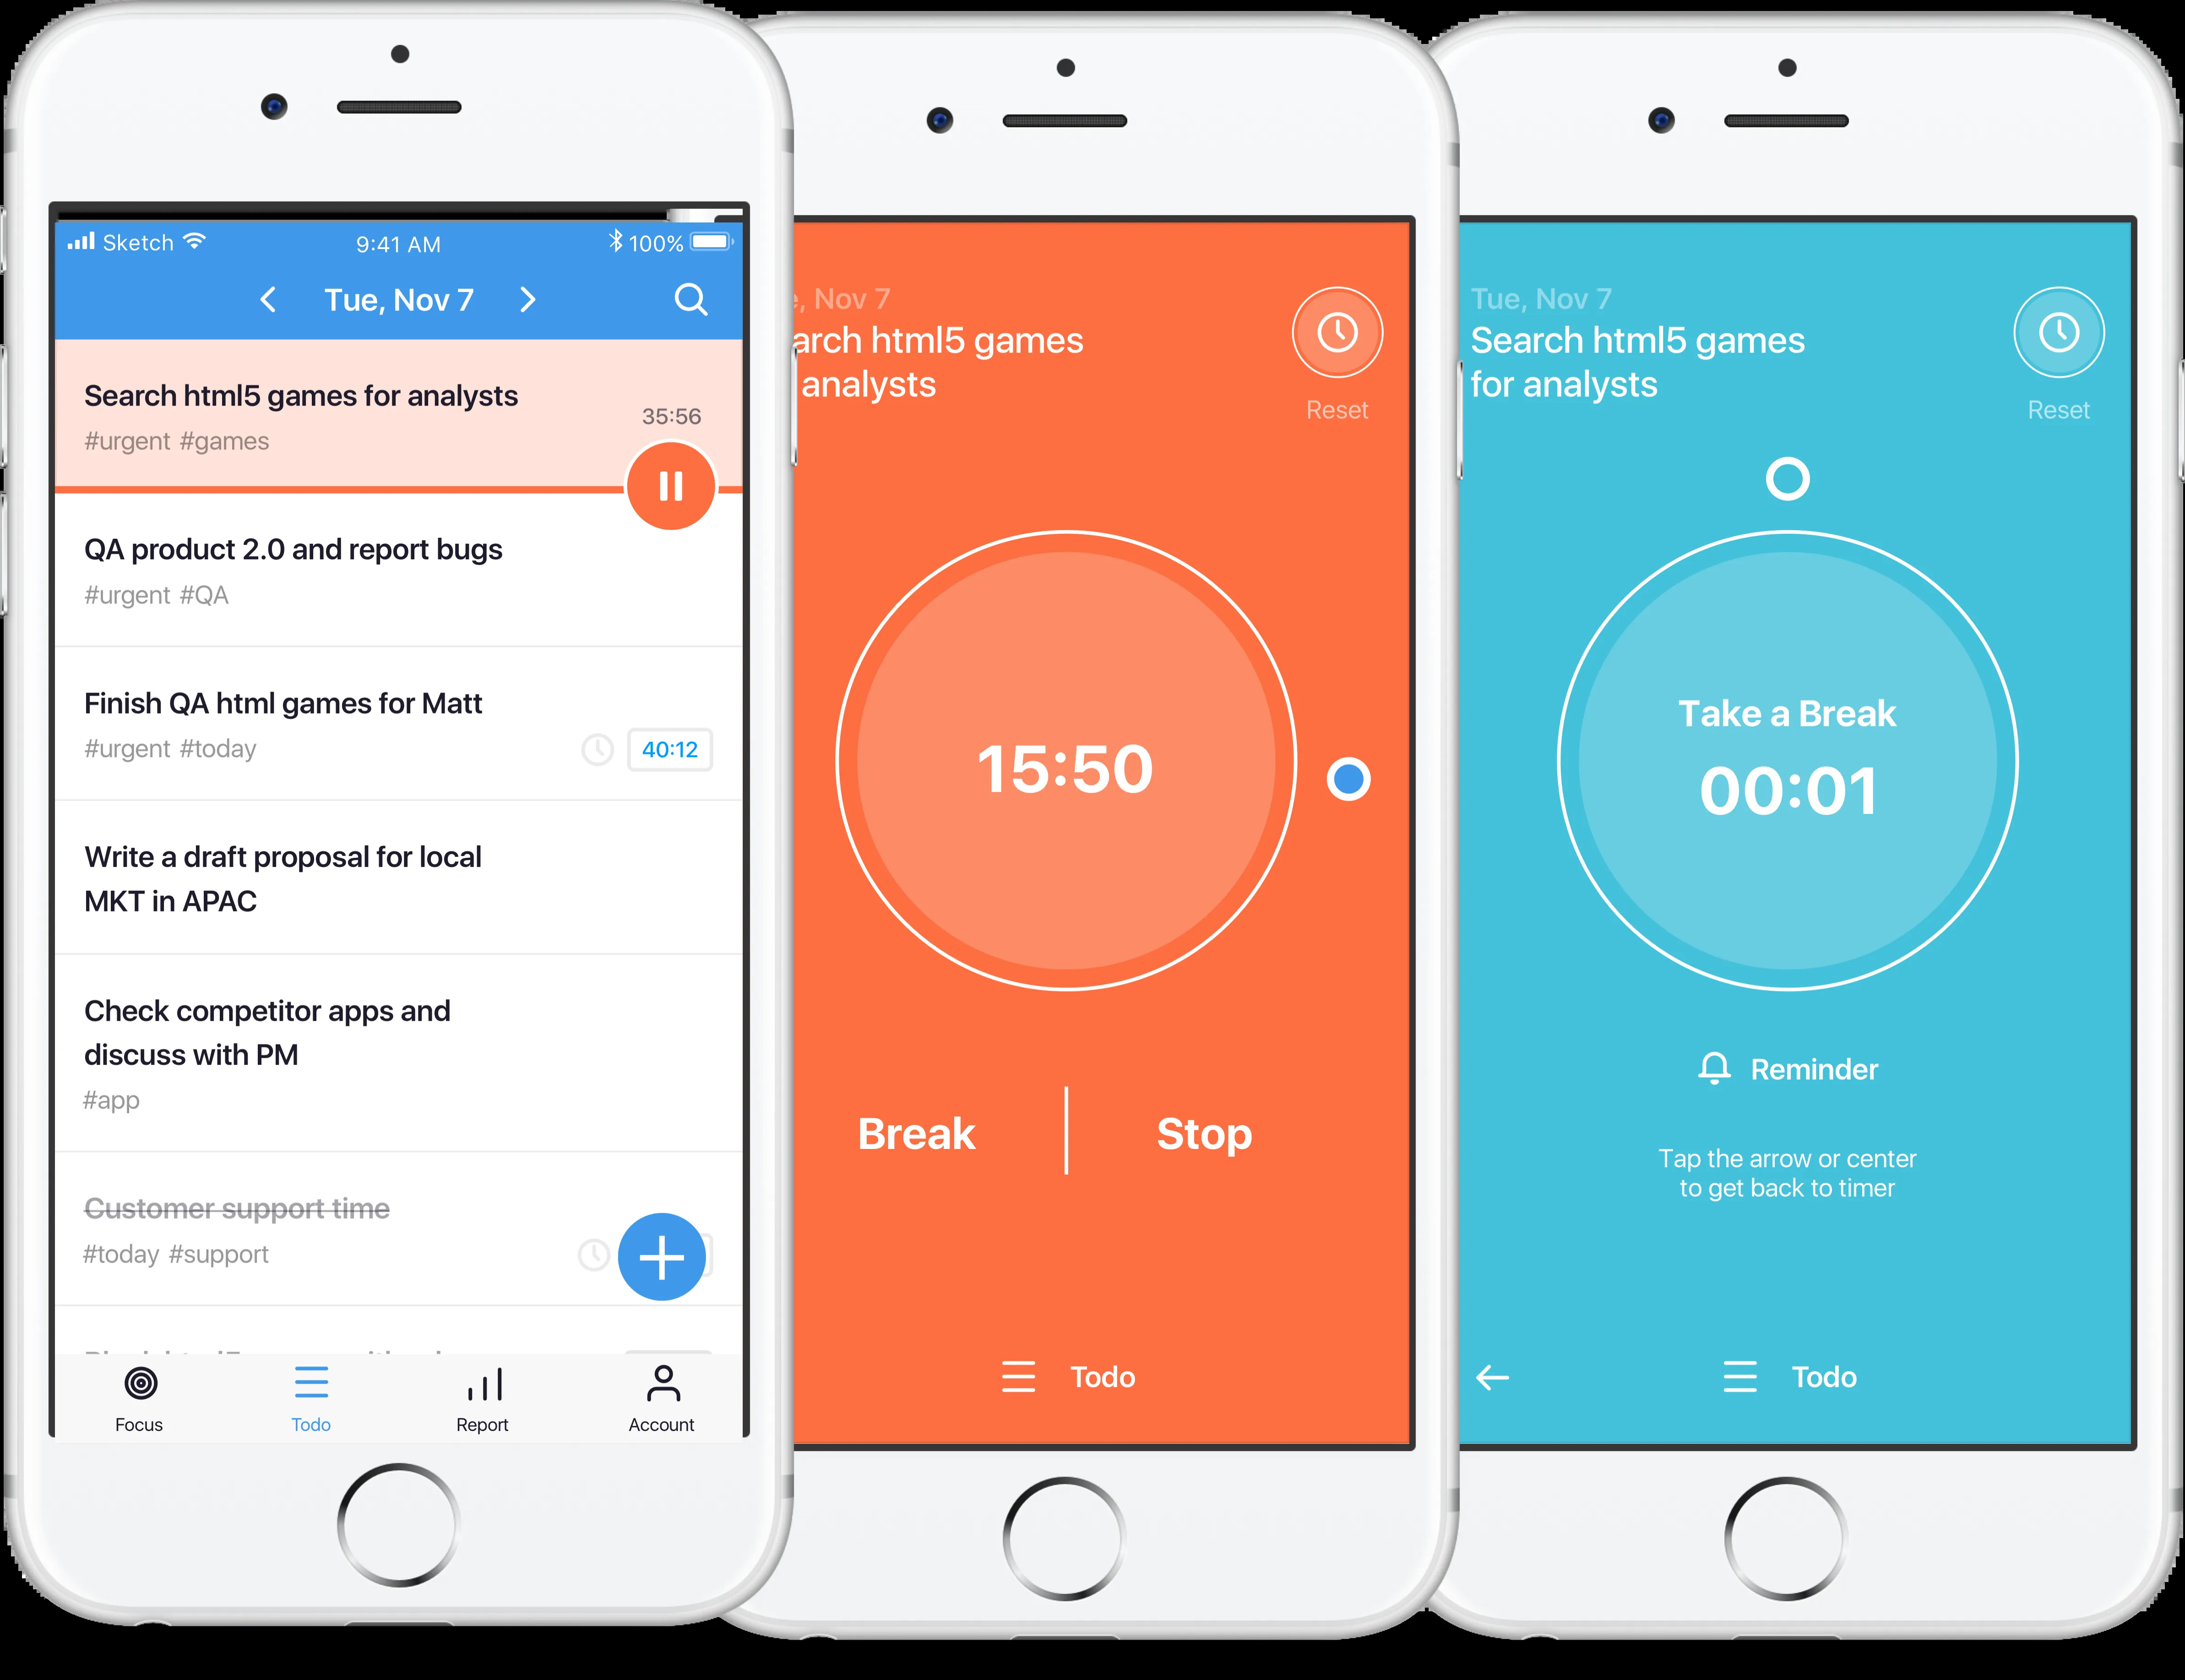 Sketch 9:41 AM 100%
Tue, Nov 7
Search html5 games for analysts
35:56
#urgent #games
QA product 2.0 and report bugs
#urgent #QA
Finish QA html games for Matt
#urgent #today
40:12
Write a draft proposal for local
MKT in APAC
Check competitor apps and
discuss with PM
#app
Customer support time
#today #support
Focus
Todo
Report
Account
Nov 7
html5 games
analysts
Reset
15:50
Break
Stop
Todo
Tue, Nov 7
Search html5 games
for analysts
Reset
Take a Break
00:01
Reminder
Tap the arrow or center
to get back to timer
Todo